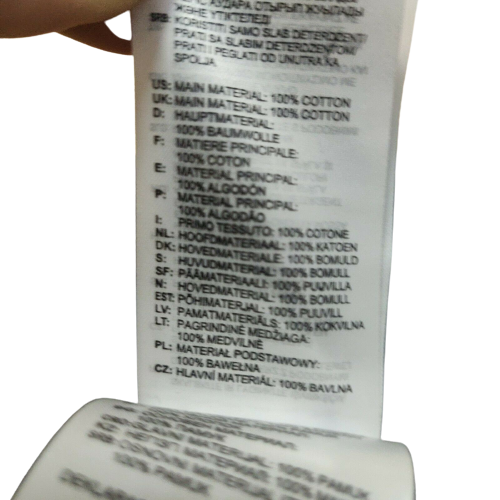 SRB: KORISTITI SAMO SLAB DETERDŽENT/
PRATI SA SLABIM DETERDŽENTOM/
PRATI I PEGLATI OD UNUTRA KA
SPOLJA.
US: MAIN MATERIAL: 100% COTTON
UK: MAIN MATERIAL: 100% COTTON
D: HAUPTMATERIAL:
100% BAUMWOLLE
F: MATIERE PRINCIPALE:
100% COTON
E: MATERIAL PRINCIPAL:
100% ALGODÓN
P: MATERIAL PRINCIPAL:
100% ALGODÃO
I: PRIMO TESSUTO: 100% COTONE
NL: HOOFDMATERIAAL: 100% KATOEN
DK: HOVEDMATERIALE: 100% BOMULD
S: HUVUDMATERIAL: 100% BOMULL
SF: PÄÄMATERIAALI: 100% PUUVILLA
N: HOVEDMATERIAL: 100% BOMULL
EST: PÕHIMATERJAL: 100% PUUVILL
LV: PAMATMATERIĀLS: 100% KOKVILNA
LT: PAGRINDINĖ MEDŽIAGA:
100% MEDVILNĖ
PL: MATERIAŁ PODSTAWOWY:
100% BAWEŁNA
CZ: HLAVNÍ MATERIÁL: 100% BAVLNA
100% PAMUK